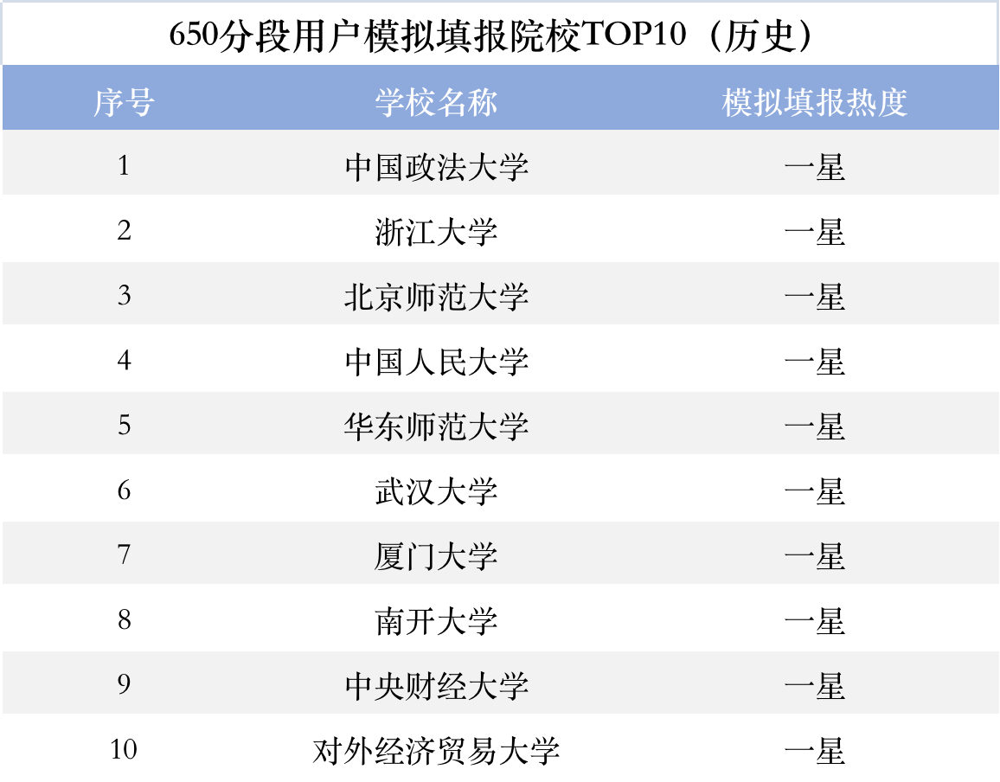 650分段用户模拟填报院校TOP10（历史）
序号 学校名称 模拟填报热度
1 中国政法大学 一星
2 浙江大学 一星
3 北京师范大学 一星
4 中国人民大学 一星
5 华东师范大学 一星
6 武汉大学 一星
7 厦门大学 一星
8 南开大学 一星
9 中央财经大学 一星
10 对外经济贸易大学 一星